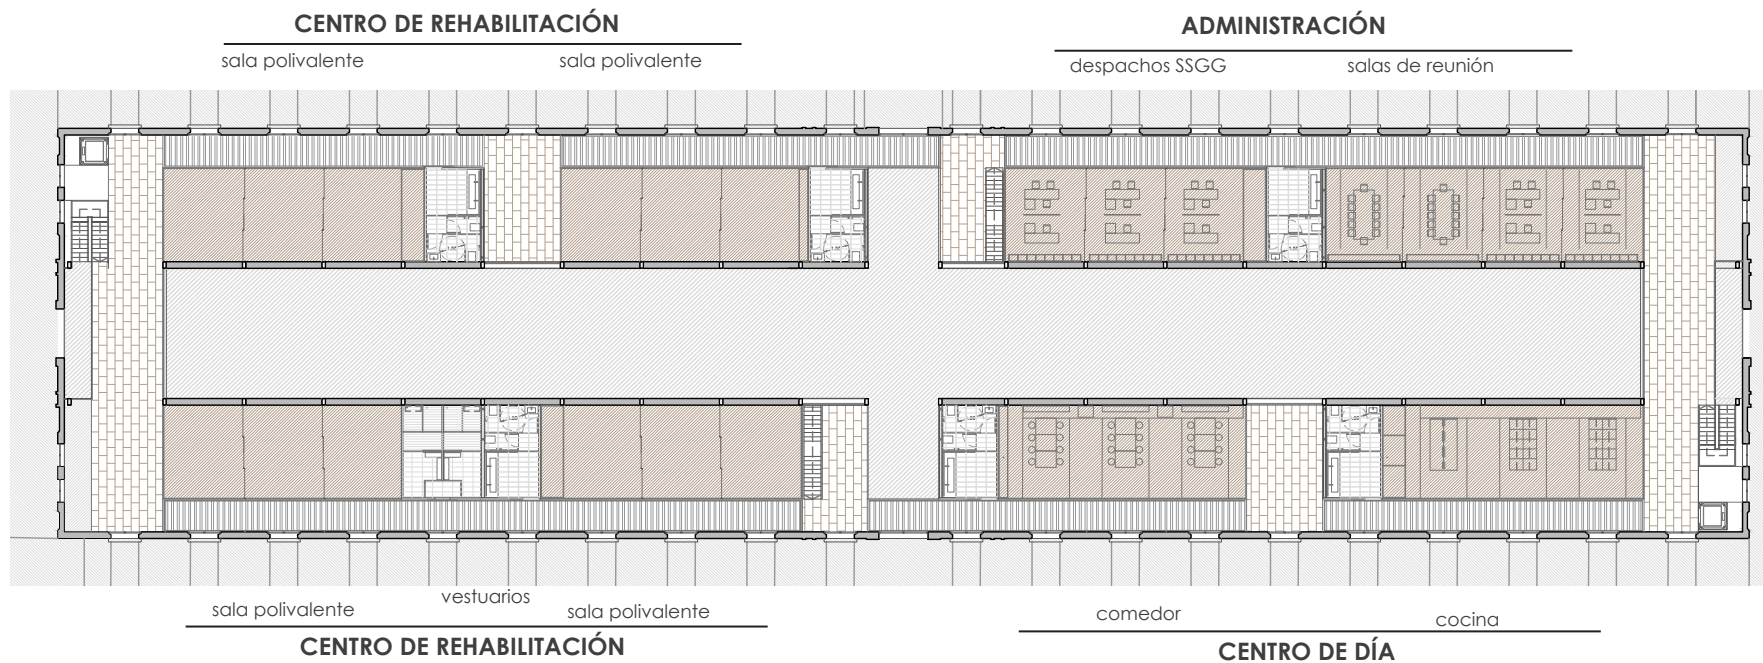 CENTRO DE REHABILITACIÓN
sala polivalente
sala polivalente
ADMINISTRACIÓN
despachos SSGG
salas de reunión
sala polivalente
vestuarios
sala polivalente
CENTRO DE REHABILITACIÓN
comedor
cocina
CENTRO DE DÍA